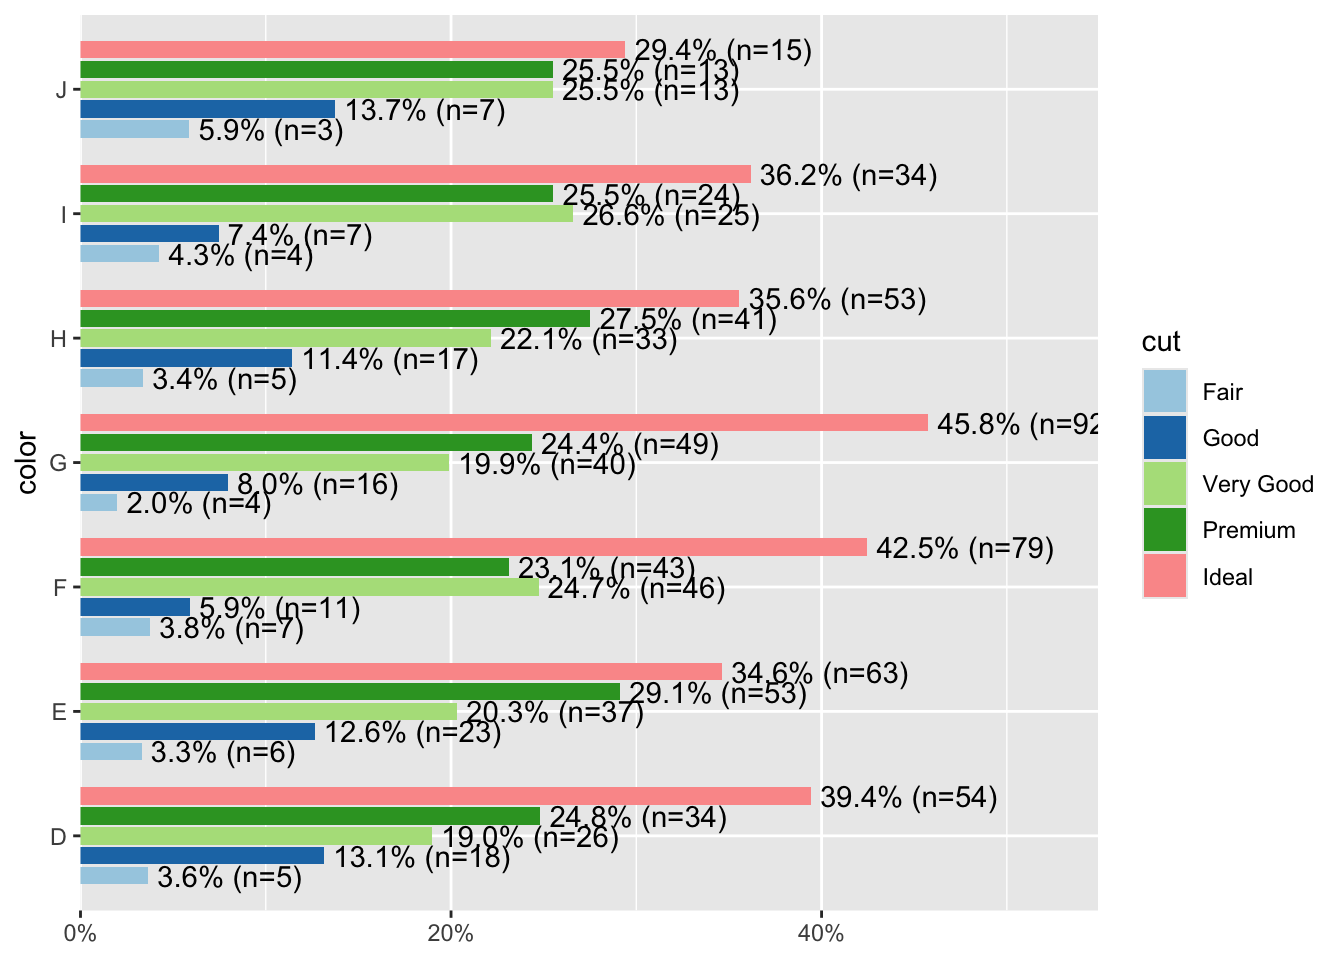 29.4% (n=15)
25.5% (n=13)
J
25.5% (n=13)
13.7% (n=7)
5.9% (n=3)
36.2% (n=34)
25.5% (n=24)
I
26.6% (n=25)
7.4% (n=7)
4.3% (n=4)
35.6% (n=53)
27.5% (n=41)
H
22.1% (n=33)
11.4% (n=17)
3.4% (n=5)
45.8% (n=92
24.4% (n=49)
color
G
19.9% (n=40)
8.0% (n=16)
2.0% (n=4)
42.5% (n=79)
23.1% (n=43)
F
24.7% (n=46)
5.9% (n=11)
3.8% (n=7)
34.6% (n=63)
29.1% (n=53)
E
20.3% (n=37)
12.6% (n=23)
3.3% (n=6)
39.4% (n=54)
24.8% (n=34)
D
19.0% (n=26)
13.1% (n=18)
3.6% (n=5)
0% 20% 40%
cut
Fair
Good
Very Good
Premium
Ideal